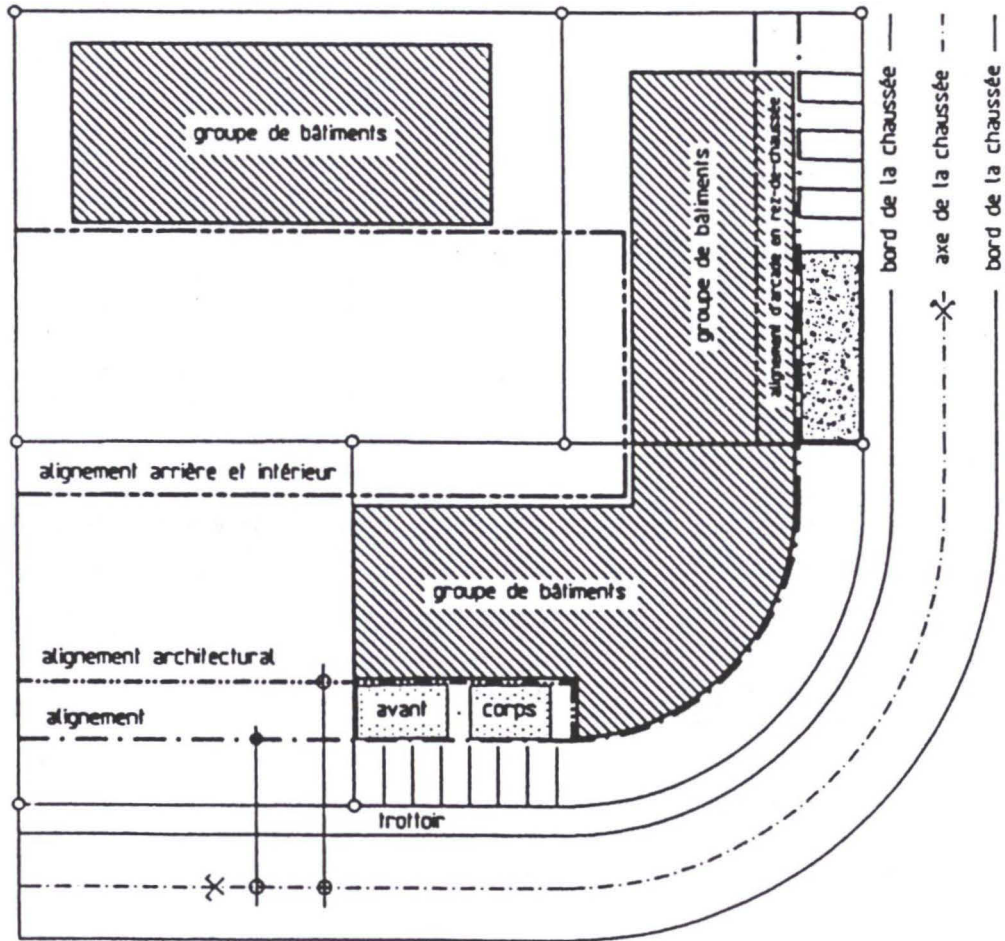 groupe de bâtiments
groupe de bâtiments
alignement d'arcade en rez-de-chaussée
bord de la chaussée
axe de la chaussée
bord de la chaussée
alignement arrière et intérieur
groupe de bâtiments
alignement architectural
alignement
avant corps
trottoir